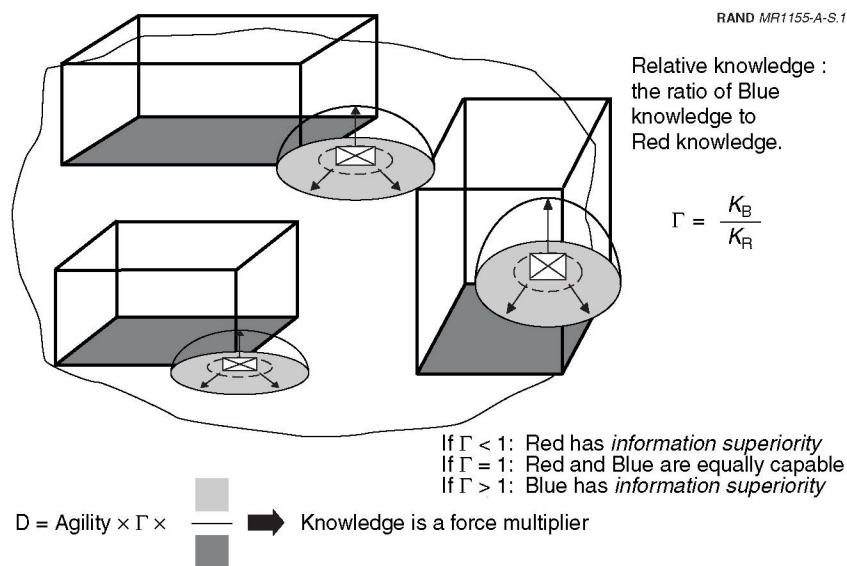 RAND MR1155-A-S.1
Relative knowledge :
the ratio of Blue
knowledge to
Red knowledge.
Γ = K_B / K_R
If Γ < 1: Red has information superiority
If Γ = 1: Red and Blue are equally capable
If Γ > 1: Blue has information superiority
D = Agility × Γ × Knowledge is a force multiplier